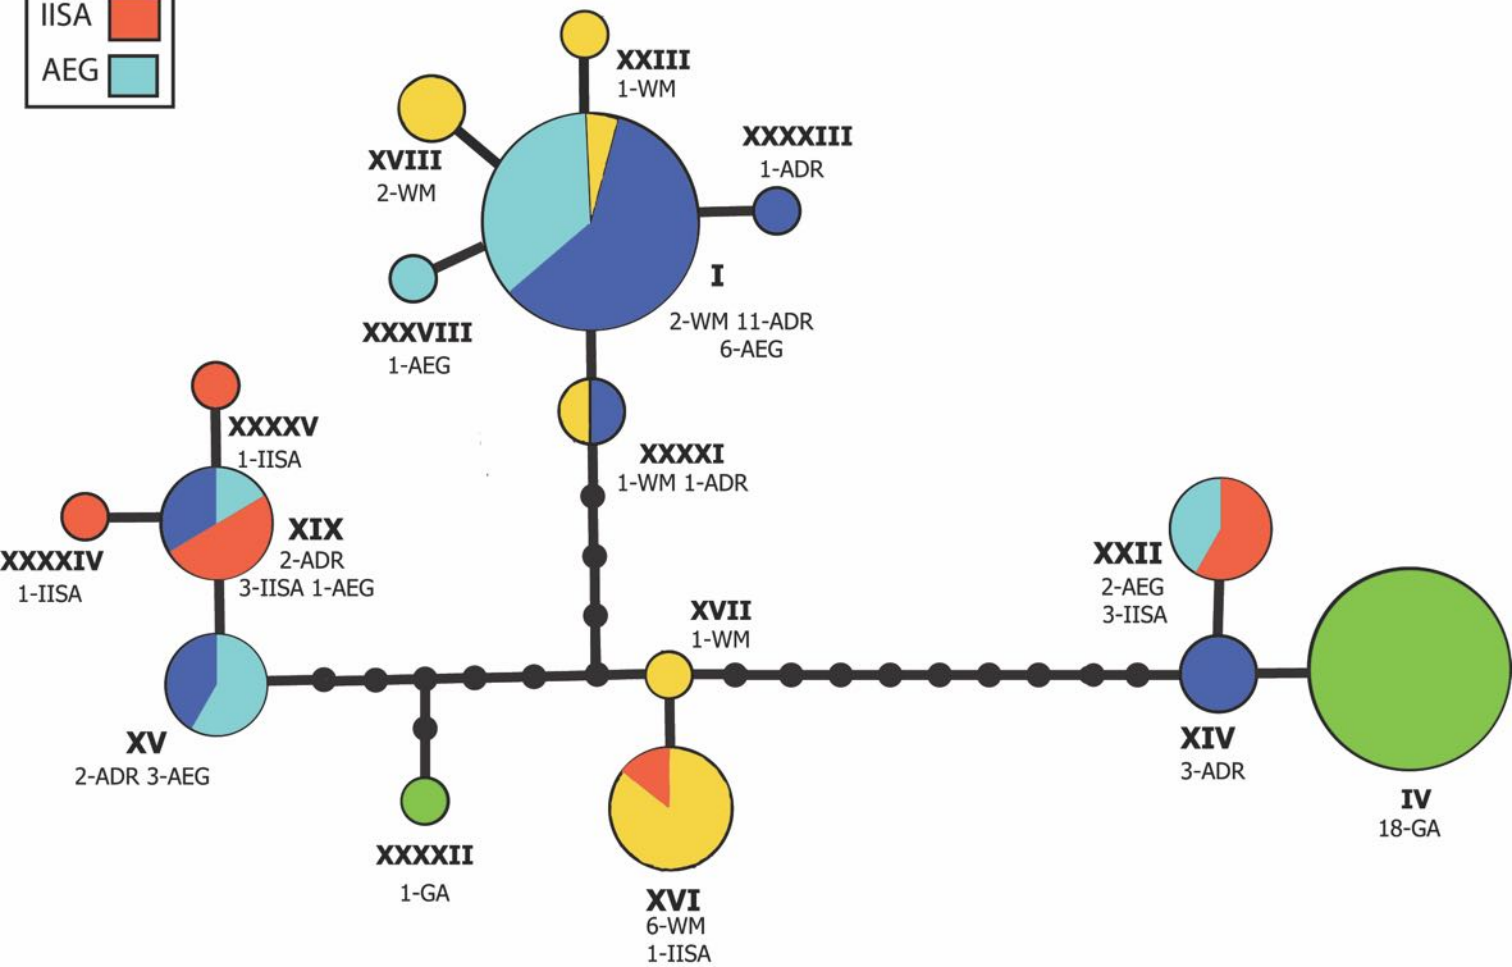 IISA
AEG
XXIII
1-WM
XVIII
2-WM
XXXXIII
1-ADR
I
2-WM 11-ADR
6-AEG
XXXVIII
1-AEG
XXXXV
1-IISA
XXXXI
1-WM 1-ADR
XIX
2-ADR
3-IISA 1-AEG
XXXXIV
1-IISA
XXII
2-AEG
3-IISA
XVII
1-WM
XV
2-ADR 3-AEG
XIV
3-ADR
IV
18-GA
XXXXII
1-GA
XVI
6-WM
1-IISA